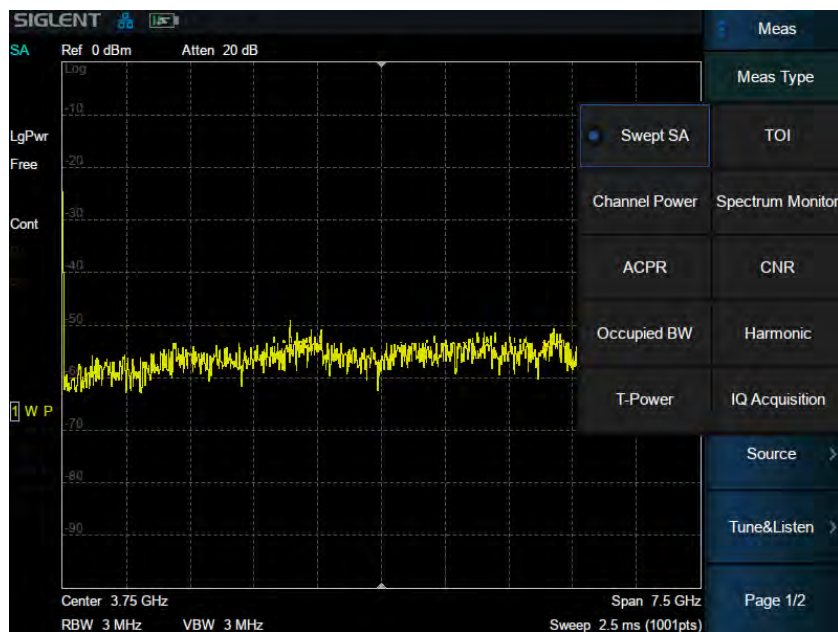 SIGLENT
Meas
SA Ref 0 dBm Atten 20 dB
Log
Meas Type
-10
LgPwr
Swept SA TOI
Free
-20
Channel Power Spectrum Monitor
-30
Cont
-40
ACPR CNR
-50
Occupied BW Harmonic
-60
T-Power IQ Acquisition
1 W P
-70
Source >
-80
-90
Tune&Listen >
Center 3.75 GHz Span 7.5 GHz
Page 1/2
RBW 3 MHz VBW 3 MHz Sweep 2.5 ms (1001pts)